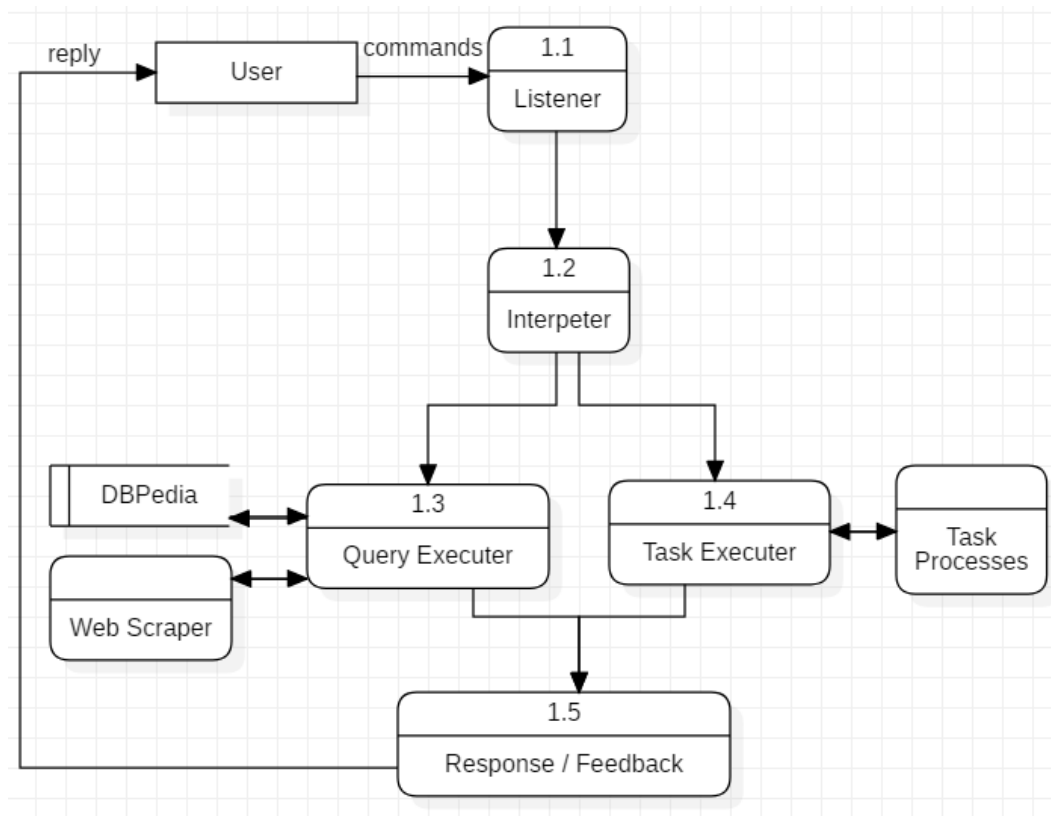 reply
User
commands
1.1
Listener
1.2
Interpeter
DBPedia
1.3
Query Executer
1.4
Task Executer
Task
Processes
Web Scraper
1.5
Response / Feedback